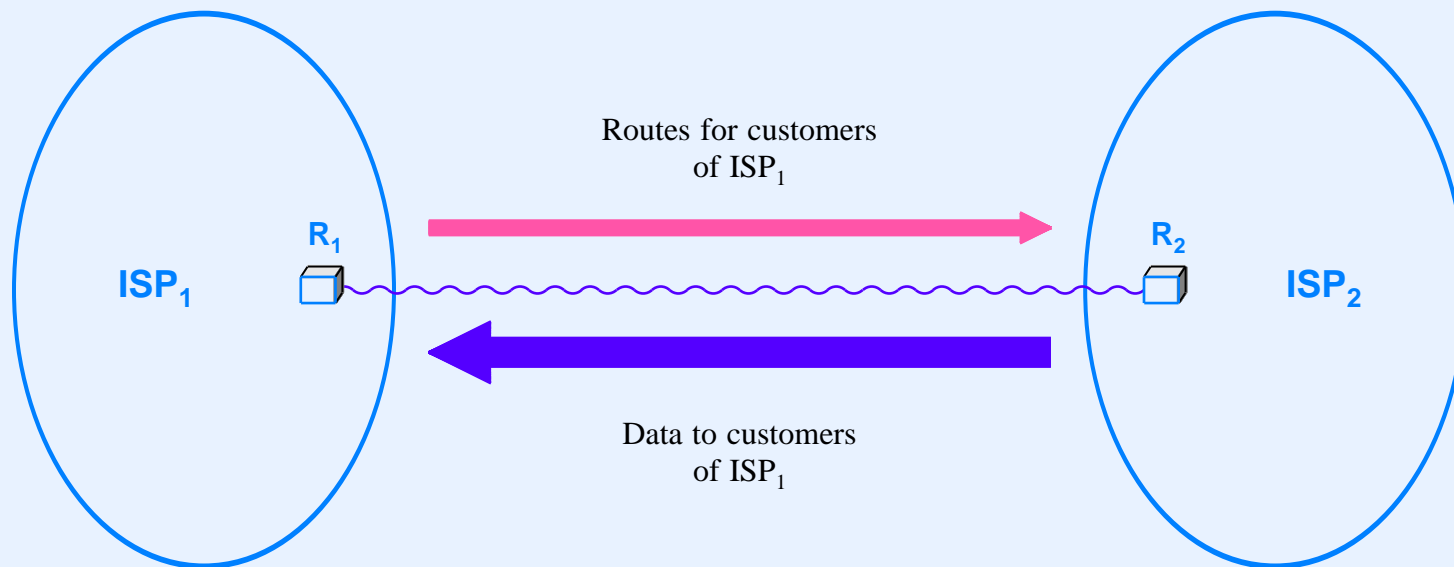 Routes for customers
of ISP₁
R₁
R₂
ISP₁
ISP₂
Data to customers
of ISP₁